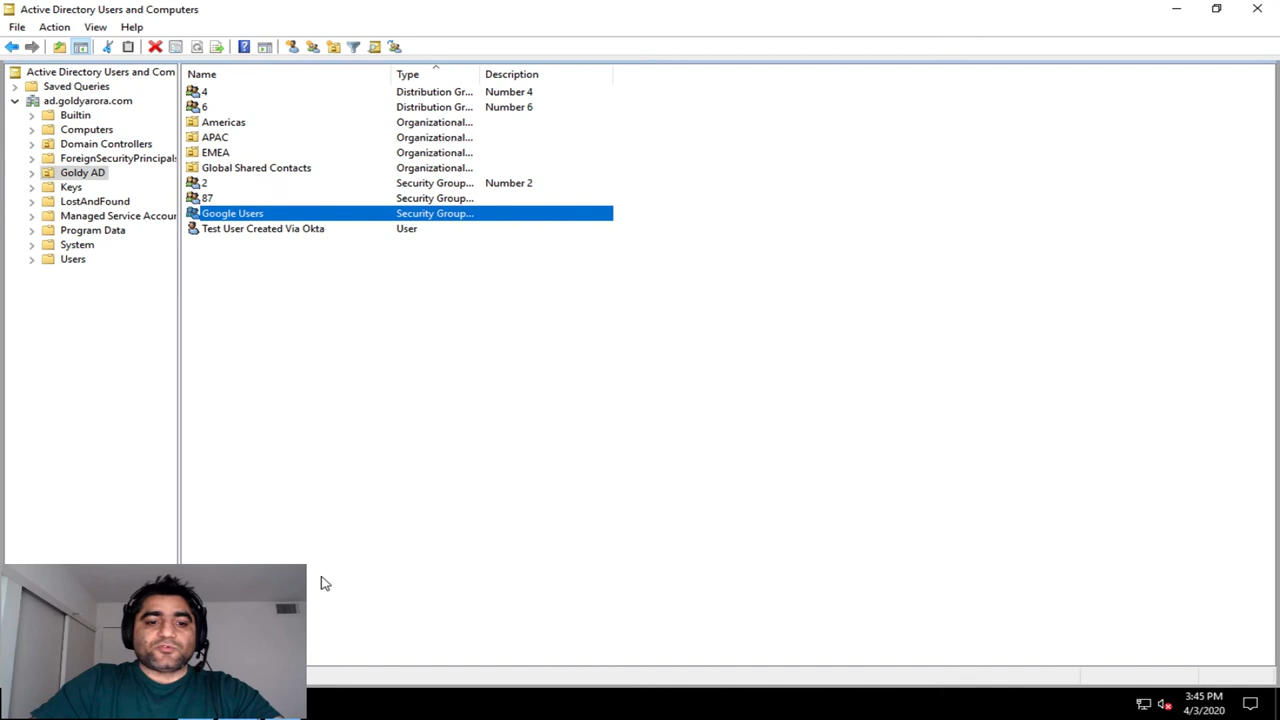 Active Directory Users and Computers
File Action View Help
Active Directory Users and Com
Saved Queries
ad.goldyarora.com
Builtin
Computers
Domain Controllers
ForeignSecurityPrincipals
Goldy AD
Keys
LostAndFound
Managed Service Accour
Program Data
System
Users
Name Type Description
4 Distribution Gr... Number 4
6 Distribution Gr... Number 6
Americas Organizational...
APAC Organizational...
EMEA Organizational...
Global Shared Contacts Organizational...
2 Security Group... Number 2
87 Security Group...
Google Users Security Group...
Test User Created Via Okta User
3:45 PM
4/3/2020